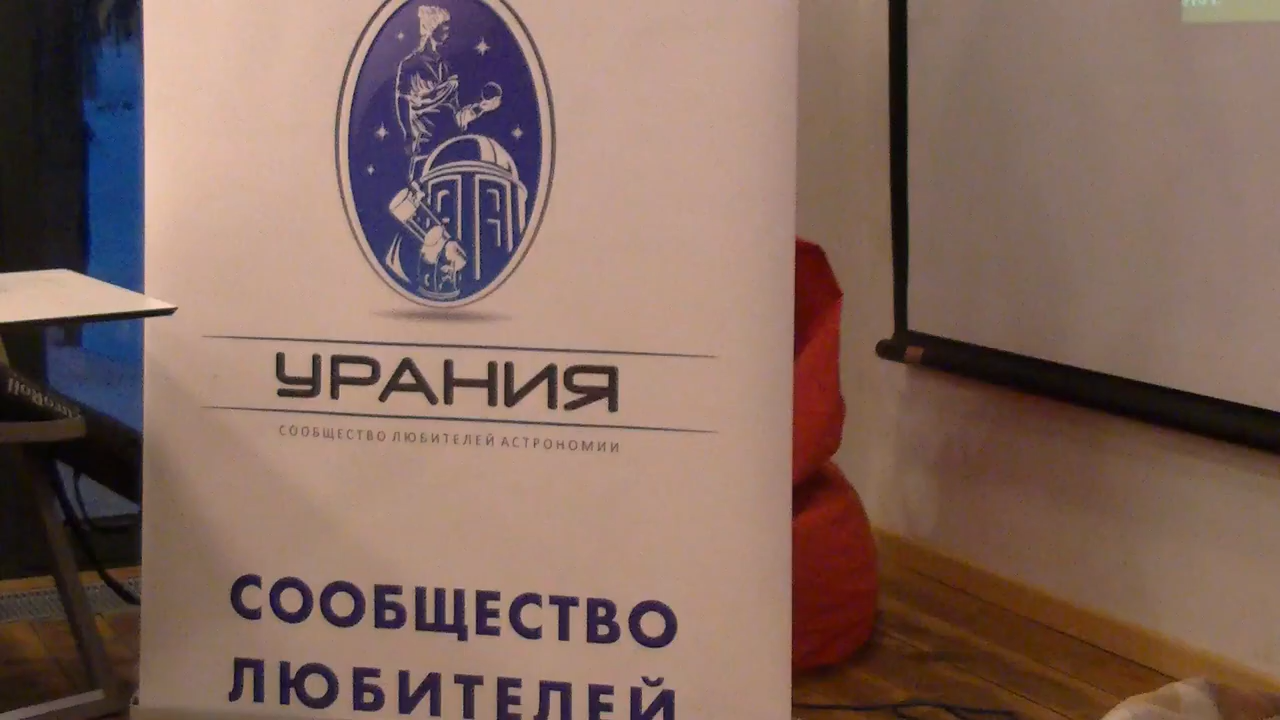 УРАНИЯ
СООБЩЕСТВО ЛЮБИТЕЛЕЙ АСТРОНОМИИ
СООБЩЕСТВО
ЛЮБИТЕЛЕЙ